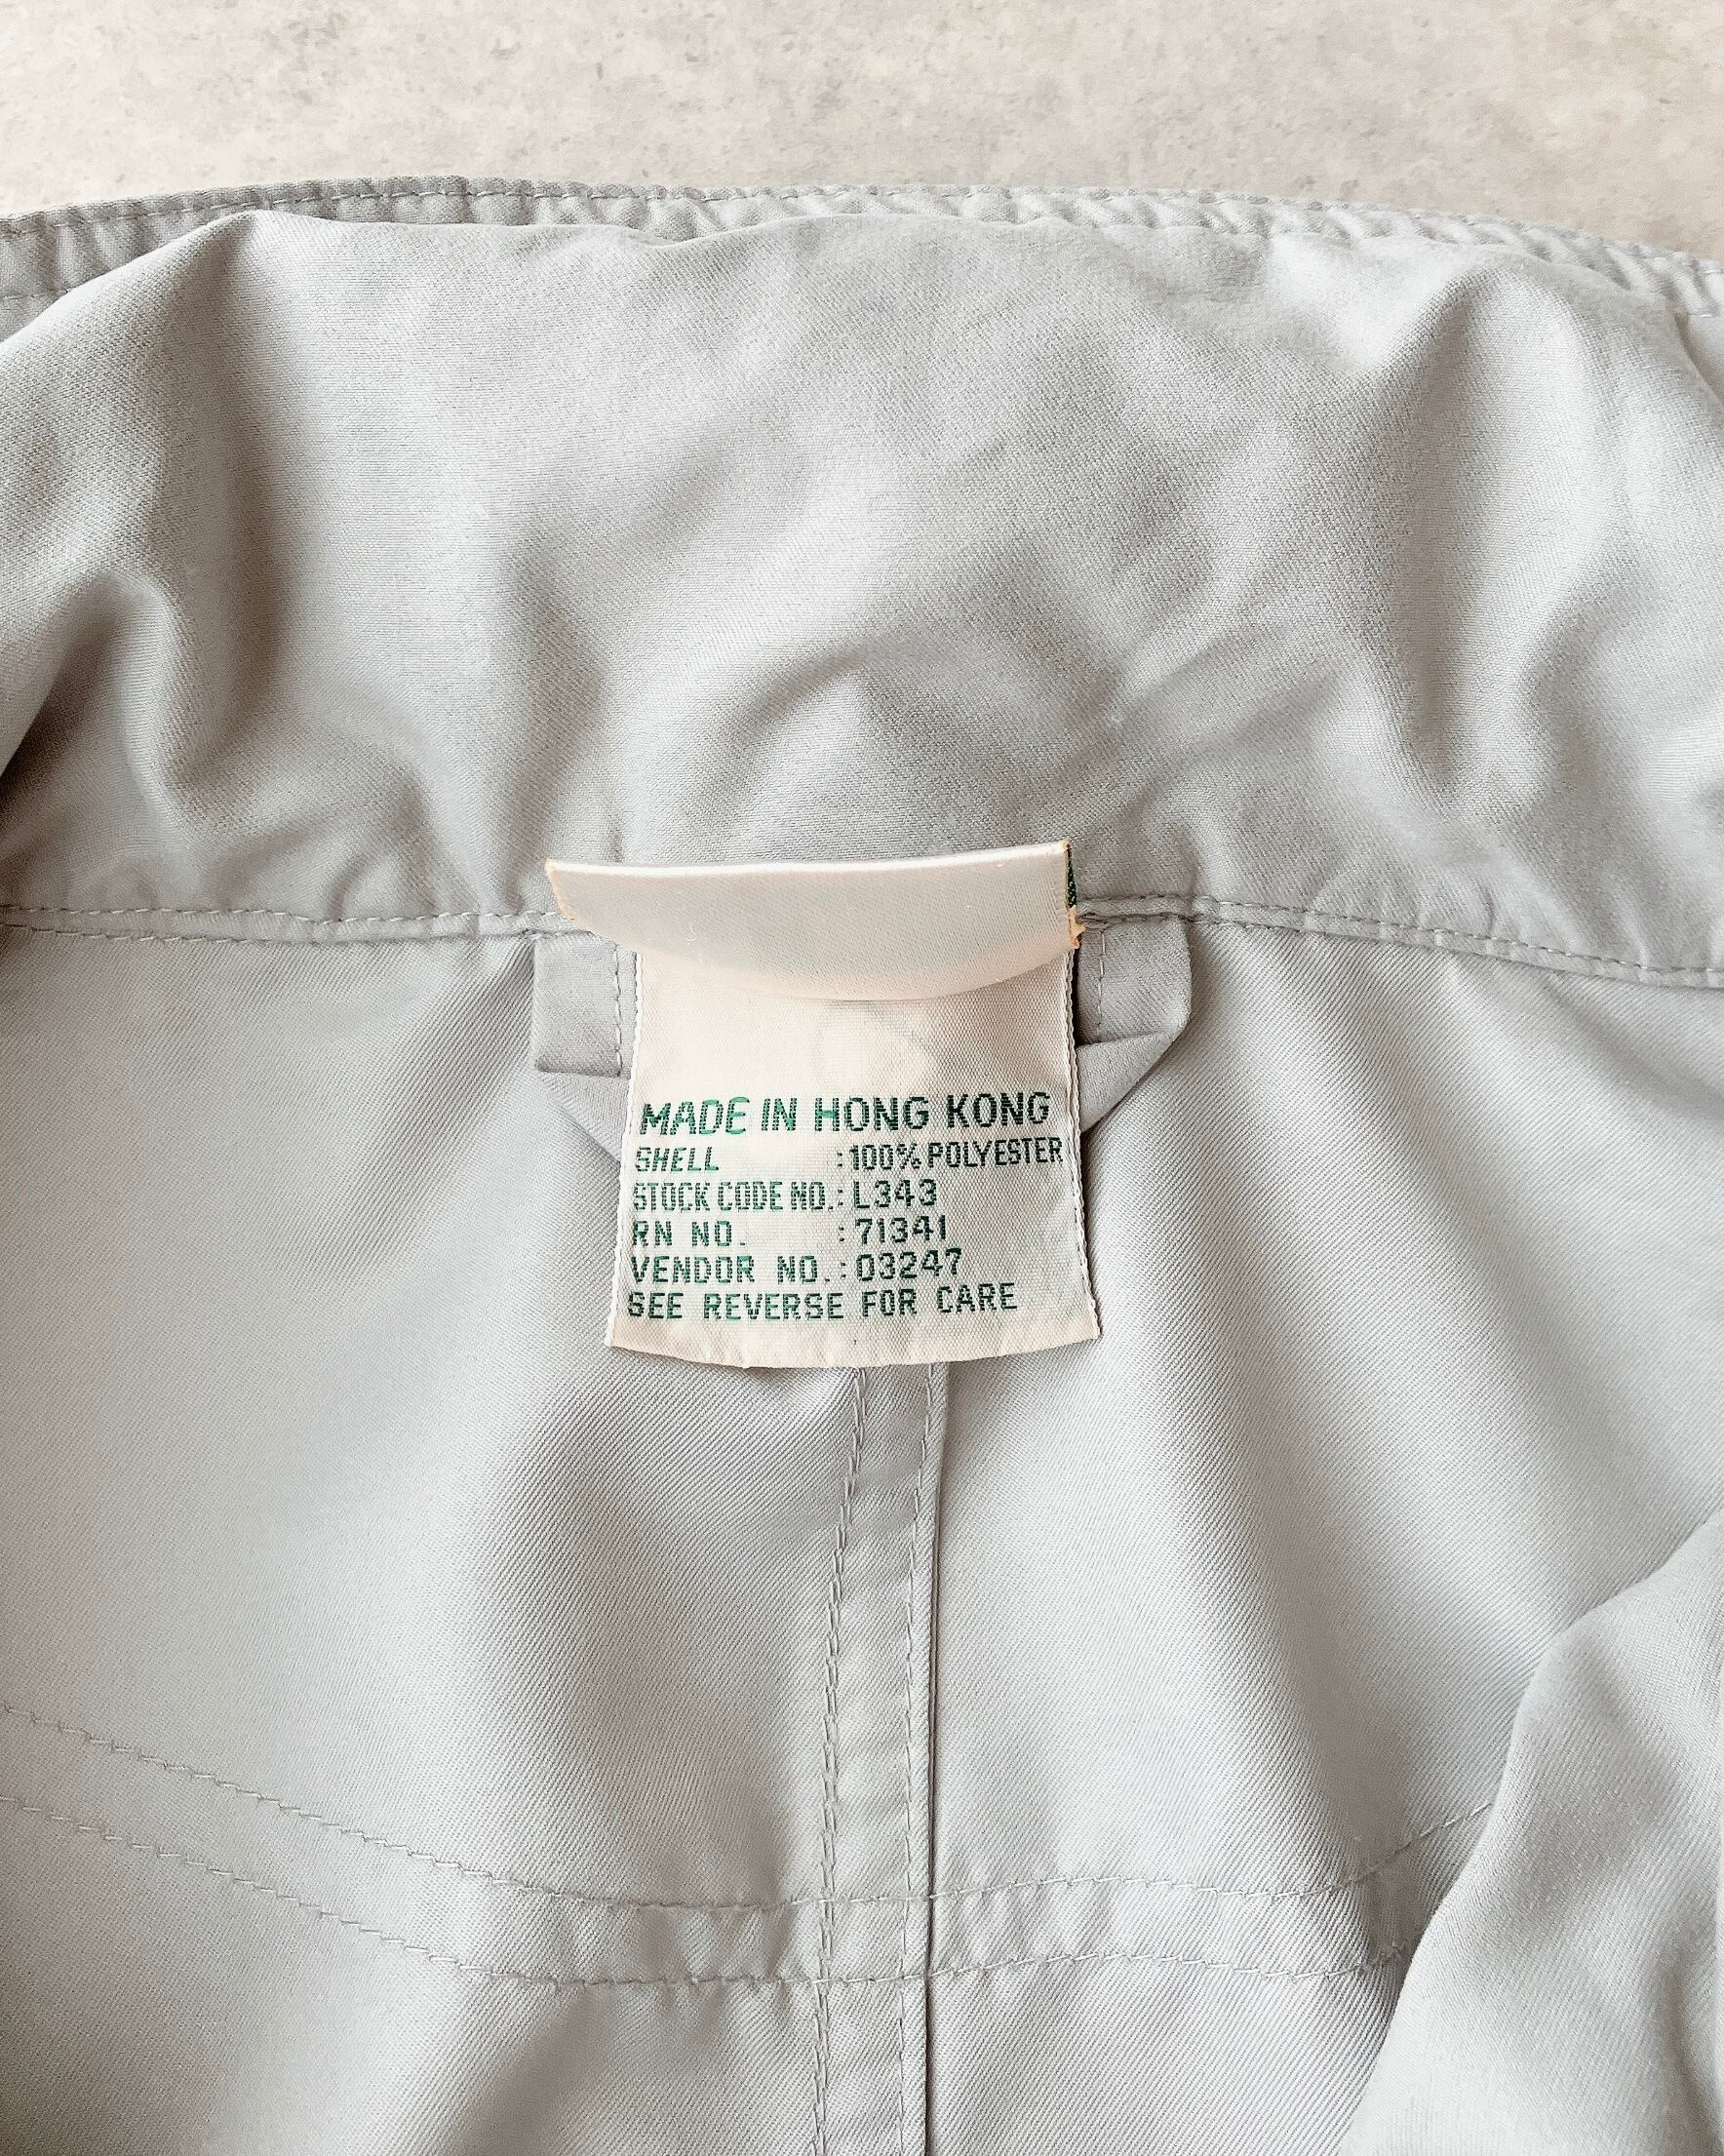 MADE IN HONG KONG
SHELL :100% POLYESTER
STOCK CODE NO.: L343
RN NO. : 71341
VENDOR NO.: 03247
SEE REVERSE FOR CARE